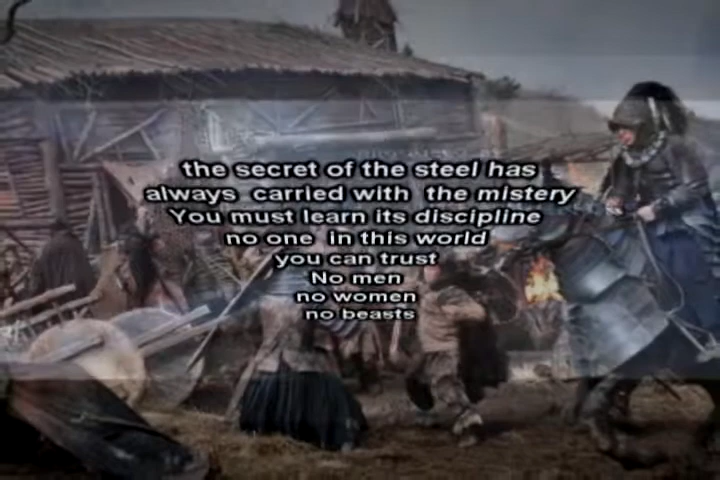 the secret of the steel has
always carried with the mistery
You must learn its discipline
no one in this world
you can trust
No men
no women
no beasts